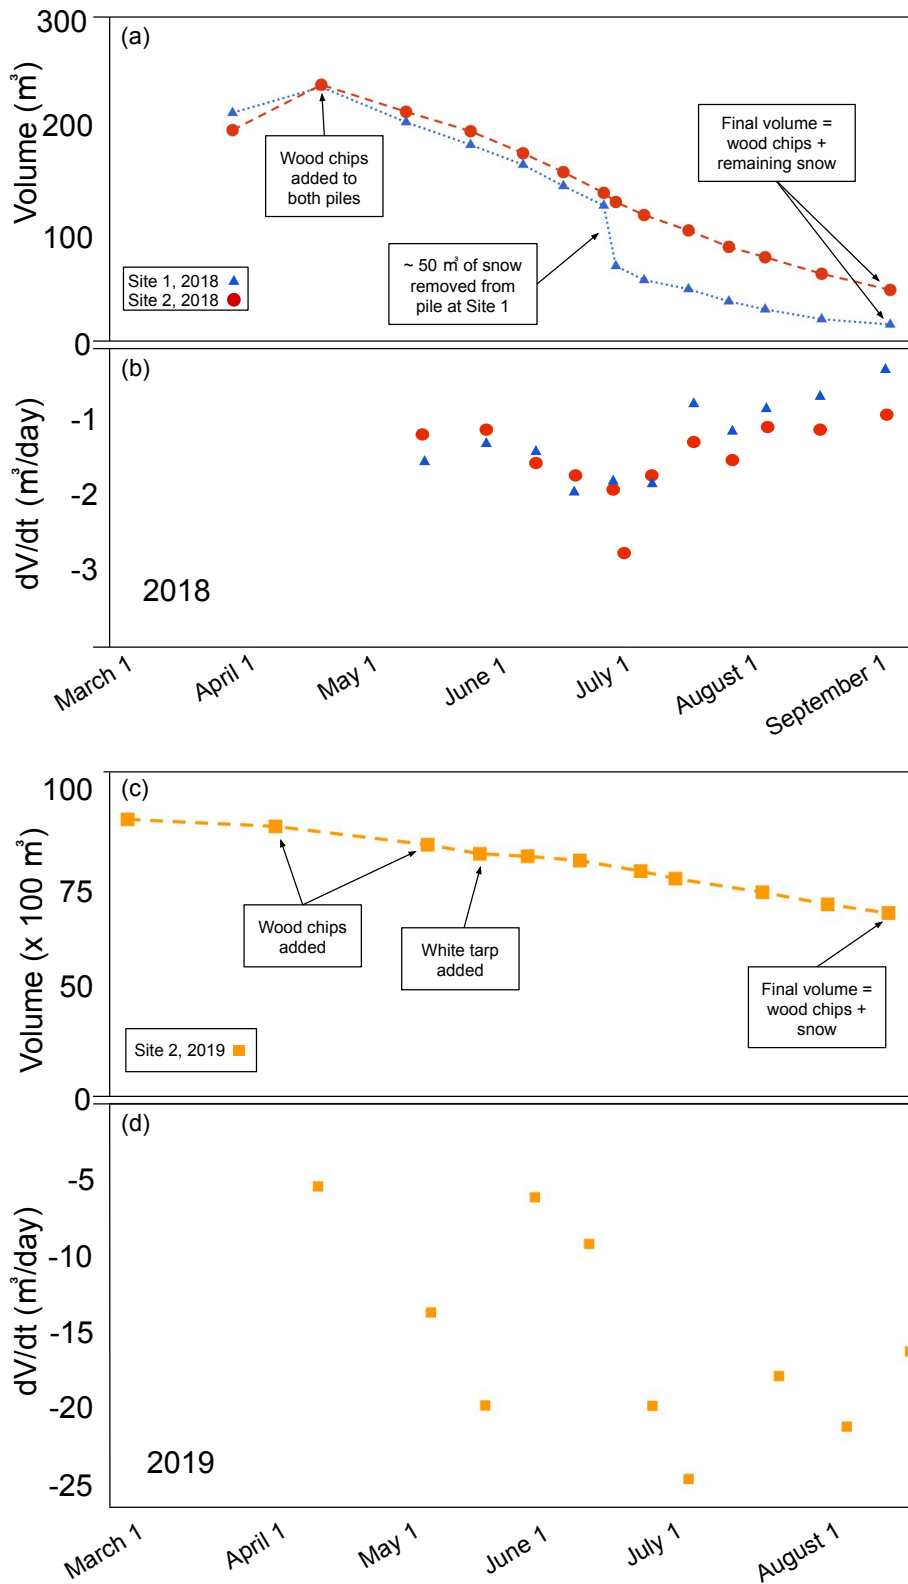 300
(a)
Volume (m³)
200
Wood chips
added to
both piles
Final volume =
wood chips +
remaining snow
100
~ 50 m³ of snow
removed from
pile at Site 1
Site 1, 2018
Site 2, 2018
0
(b)
dV/dt (m³/day)
-1
-2
-3
2018
March 1
April 1
May 1
June 1
July 1
August 1
September 1
100
(c)
Volume (x 100 m³)
75
Wood chips
added
White tarp
added
50
Final volume =
wood chips +
snow
Site 2, 2019
0
(d)
dV/dt (m³/day)
-5
-10
-15
-20
-25
2019
March 1
April 1
May 1
June 1
July 1
August 1